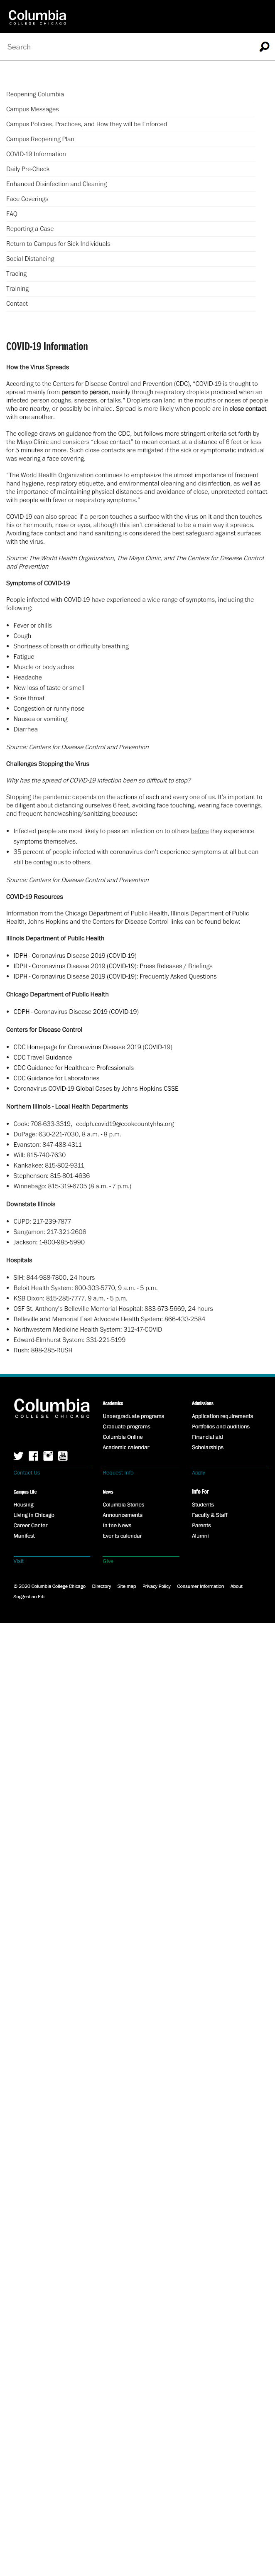 Columbia
COLLEGE CHICAGO
Search
Reopening Columbia
Campus Messages
Campus Policies, Practices, and How they will be Enforced
Campus Reopening Plan
COVID-19 Information
Daily Pre-Check
Enhanced Disinfection and Cleaning
Face Coverings
FAQ
Reporting a Case
Return to Campus for Sick Individuals
Social Distancing
Tracing
Training
Contact
COVID-19 Information
How the Virus Spreads
According to the Centers for Disease Control and Prevention (CDC), “COVID-19 is thought to
spread mainly from person to person, mainly through respiratory droplets produced when an
infected person coughs, sneezes, or talks.” Droplets can land in the mouths or noses of people
who are nearby, or possibly be inhaled. Spread is more likely when people are in close contact
with one another.
The college draws on guidance from the CDC, but follows more stringent criteria set forth by
the Mayo Clinic and considers “close contact” to mean contact at a distance of 6 feet or less
for 5 minutes or more. Such close contacts are mitigated if the sick or symptomatic individual
was wearing a face covering.
“The World Health Organization continues to emphasize the utmost importance of frequent
hand hygiene, respiratory etiquette, and environmental cleaning and disinfection, as well as
the importance of maintaining physical distances and avoidance of close, unprotected contact
with people with fever or respiratory symptoms.”
COVID-19 can also spread if a person touches a surface with the virus on it and then touches
his or her mouth, nose or eyes, although this isn't considered to be a main way it spreads.
Avoiding face contact and hand sanitizing is considered the best safeguard against surfaces
with the virus.
Source: The World Health Organization, The Mayo Clinic, and The Centers for Disease Control
and Prevention
Symptoms of COVID-19
People infected with COVID-19 have experienced a wide range of symptoms, including the
following:
• Fever or chills
• Cough
• Shortness of breath or difficulty breathing
• Fatigue
• Muscle or body aches
• Headache
• New loss of taste or smell
• Sore throat
• Congestion or runny nose
• Nausea or vomiting
• Diarrhea
Source: Centers for Disease Control and Prevention
Challenges Stopping the Virus
Why has the spread of COVID-19 infection been so difficult to stop?
Stopping the pandemic depends on the actions of each and every one of us. It's important to
be diligent about distancing ourselves 6 feet, avoiding face touching, wearing face coverings,
and frequent handwashing/sanitizing because:
• Infected people are most likely to pass an infection on to others before they experience
symptoms themselves.
• 35 percent of people infected with coronavirus don't experience symptoms at all but can
still be contagious to others.
Source: Centers for Disease Control and Prevention
COVID-19 Resources
Information from the Chicago Department of Public Health, Illinois Department of Public
Health, Johns Hopkins and the Centers for Disease Control links can be found below:
Illinois Department of Public Health
• IDPH - Coronavirus Disease 2019 (COVID-19)
• IDPH - Coronavirus Disease 2019 (COVID-19): Press Releases / Briefings
• IDPH - Coronavirus Disease 2019 (COVID-19): Frequently Asked Questions
Chicago Department of Public Health
• CDPH - Coronavirus Disease 2019 (COVID-19)
Centers for Disease Control
• CDC Homepage for Coronavirus Disease 2019 (COVID-19)
• CDC Travel Guidance
• CDC Guidance for Healthcare Professionals
• CDC Guidance for Laboratories
• Coronavirus COVID-19 Global Cases by Johns Hopkins CSSE
Northern Illinois - Local Health Departments
• Cook: 708-633-3319, ccdph.covid19@cookcountyhhs.org
• DuPage: 630-221-7030, 8 a.m. - 8 p.m.
• Evanston: 847-488-4311
• Will: 815-740-7630
• Kankakee: 815-802-9311
• Stephenson: 815-801-4636
• Winnebago: 815-319-6705 (8 a.m. - 7 p.m.)
Downstate Illinois
• CUPD: 217-239-7877
• Sangamon: 217-321-2606
• Jackson: 1-800-985-5990
Hospitals
• SIH: 844-988-7800, 24 hours
• Beloit Health System: 800-303-5770, 9 a.m. - 5 p.m.
• KSB Dixon: 815-285-7777, 9 a.m. - 5 p.m.
• OSF St. Anthony's Belleville Memorial Hospital: 883-673-5669, 24 hours
• Belleville and Memorial East Advocate Health System: 866-433-2584
• Northwestern Medicine Health System: 312-47-COVID
• Edward-Elmhurst System: 331-221-5199
• Rush: 888-285-RUSH
Columbia
COLLEGE CHICAGO
Contact Us
Academics
Undergraduate programs
Graduate programs
Columbia Online
Academic calendar
Request info
Admissions
Application requirements
Portfolios and auditions
Financial aid
Scholarships
Apply
Campus Life
Housing
Living in Chicago
Career Center
Manifest
Visit
News
Columbia Stories
Announcements
In the News
Events calendar
Give
Info For
Students
Faculty & Staff
Parents
Alumni
© 2020 Columbia College Chicago Directory Site map Privacy Policy Consumer information About
Suggest an Edit